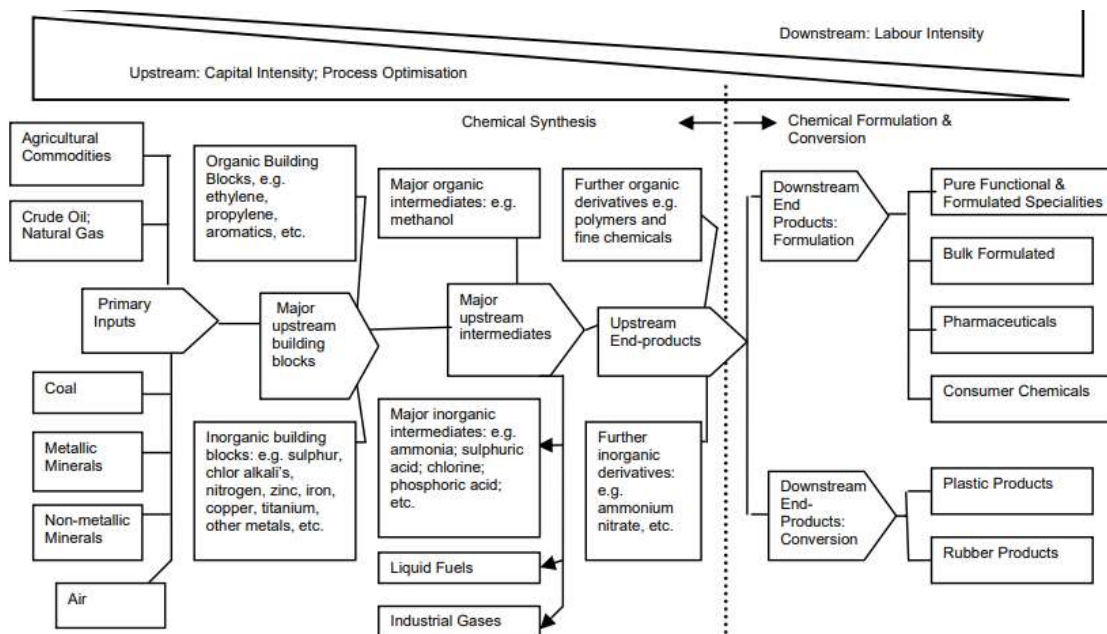 Downstream: Labour Intensity
Upstream: Capital Intensity; Process Optimisation
Chemical Synthesis
Chemical Formulation &
Conversion
Agricultural
Commodities
Crude Oil;
Natural Gas
Primary
Inputs
Coal
Metallic
Minerals
Non-metallic
Minerals
Air
Organic Building
Blocks, e.g.
ethylene,
propylene,
aromatics, etc.
Major
upstream
building
blocks
Inorganic building
blocks: e.g. sulphur,
chlor alkali's,
nitrogen, zinc, iron,
copper, titanium,
other metals, etc.
Major organic
intermediates: e.g.
methanol
Major
upstream
intermediates
Major inorganic
intermediates: e.g.
ammonia; sulphuric
acid; chlorine;
phosphoric acid;
etc.
Liquid Fuels
Industrial Gases
Further organic
derivatives e.g.
polymers and
fine chemicals
Upstream
End-products
Further
inorganic
derivatives:
e.g.
ammonium
nitrate, etc.
Downstream
End
Products:
Formulation
Pure Functional &
Formulated Specialities
Bulk Formulated
Pharmaceuticals
Consumer Chemicals
Downstream
End-
Products:
Conversion
Plastic Products
Rubber Products